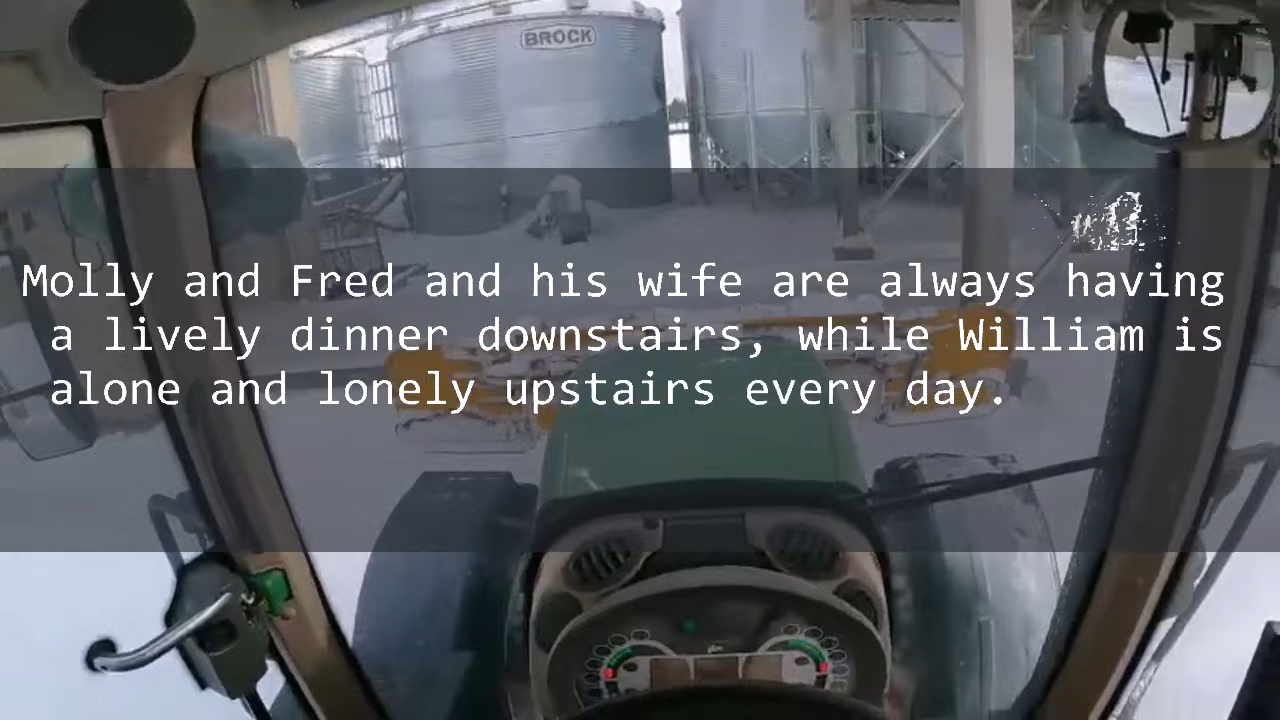 BROCK
Molly and Fred and his wife are always having
a lively dinner downstairs, while William is
alone and lonely upstairs every day.